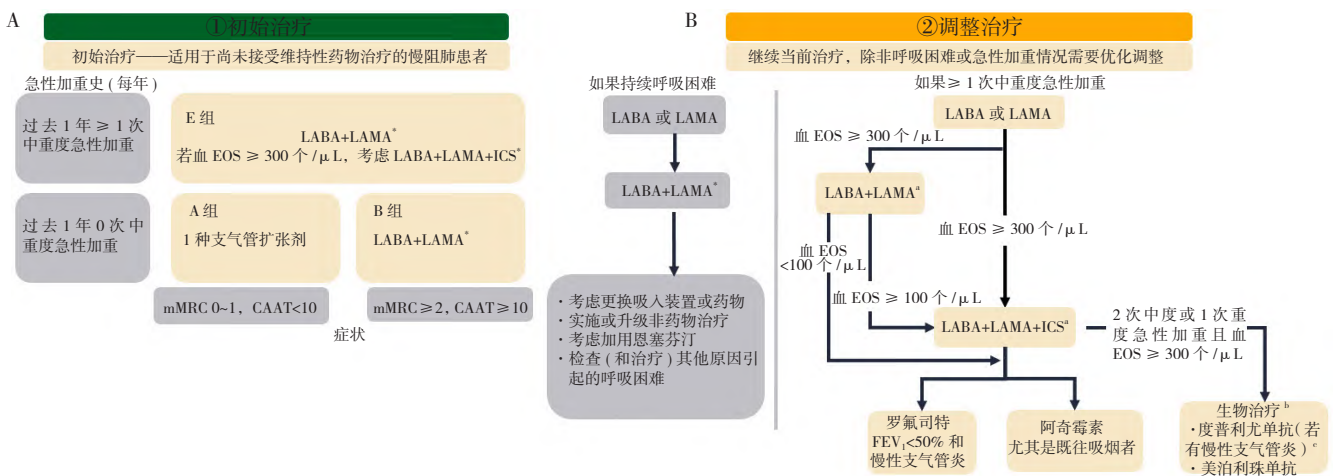 A
①初始治疗
初始治疗——适用于尚未接受维持性药物治疗的慢阻肺患者
急性加重史(每年)
过去1年≥1次
中重度急性加重
E组
LABA+LAMA*
若血EOS≥300个/μL,考虑LABA+LAMA+ICS*
过去1年0次中
重度急性加重
A组
1种支气管扩张剂
B组
LABA+LAMA*
mMRC 0~1,CAAT<10
mMRC≥2,CAAT≥10
症状
B
②调整治疗
继续当前治疗,除非呼吸困难或急性加重情况需要优化调整
如果持续呼吸困难
LABA或LAMA
LABA+LAMA*
·考虑更换吸入装置或药物
·实施或升级非药物治疗
·考虑加用恩塞芬汀
·检查(和治疗)其他原因引
起的呼吸困难
如果≥1次中重度急性加重
LABA或LAMA
血EOS≥300个/μL
LABA+LAMAa
血EOS≥300个/μL
血EOS
<100个/μL
血EOS≥100个/μL
LABA+LAMA+ICSa
2次中度或1次重
度急性加重且血
EOS≥300个/μL
罗氟司特
FEV1<50%和
慢性支气管炎
阿奇霉素
尤其是既往吸烟者
生物治疗b
·度普利尤单抗(若
有慢性支气管炎)c
·美泊利珠单抗